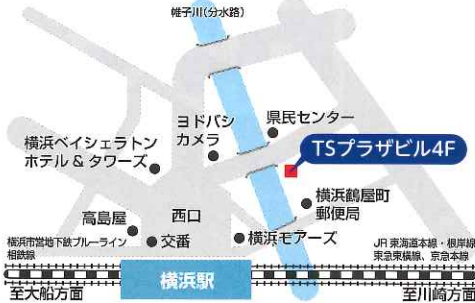 帷子川(分水路)
ヨドバシ
カメラ
県民センター
TSプラザビル4F
横浜ベイシェラトン
ホテル & タワーズ
横浜鶴屋町
郵便局
高島屋
西口
交番
横浜モアーズ
横浜市営地下鉄ブルーライン
相鉄線
JR 東海道本線・根岸線
東急東横線、京急本線
横浜駅
至大船方面
至川崎方面